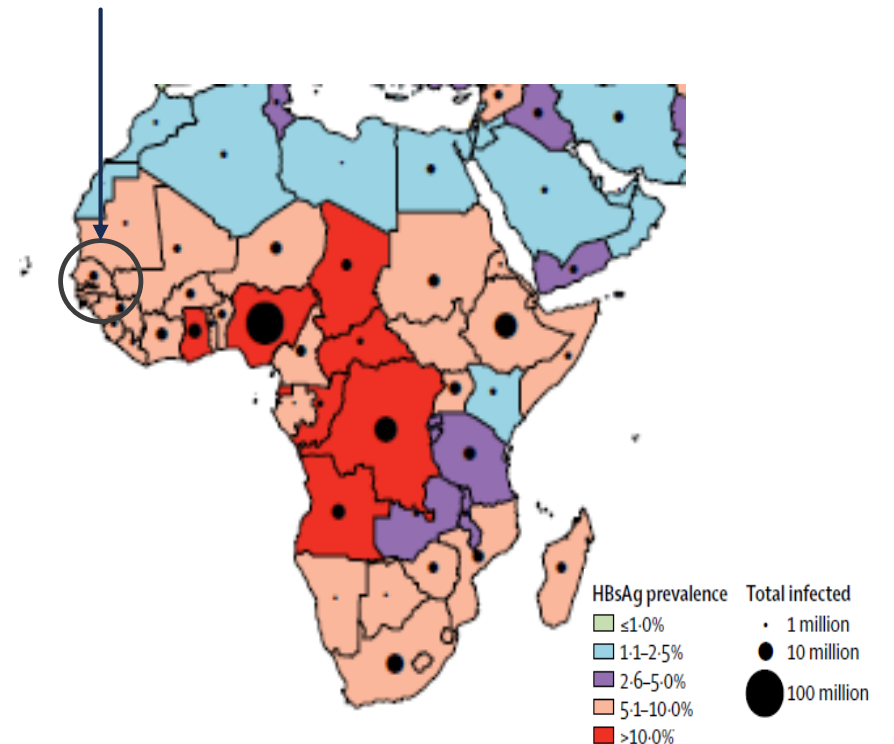 HBsAg prevalence
≤1·0%
1·1–2·5%
2·6–5·0%
5·1–10·0%
>10·0%
Total infected
1 million
10 million
100 million